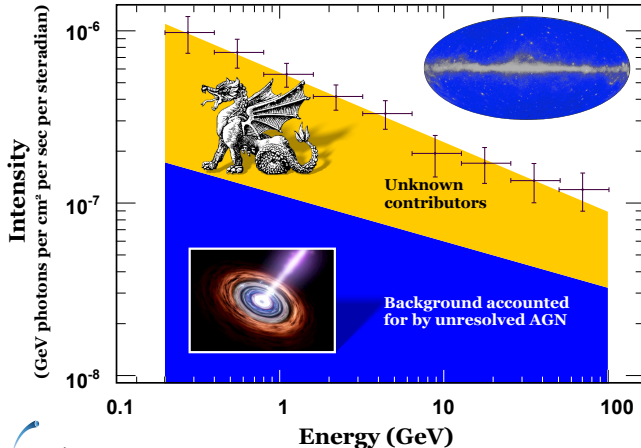 Intensity
(GeV photons per cm² per sec per steradian)
10⁻⁶
10⁻⁷
10⁻⁸
Unknown
contributors
Background accounted
for by unresolved AGN
0.1
1
10
100
Energy (GeV)